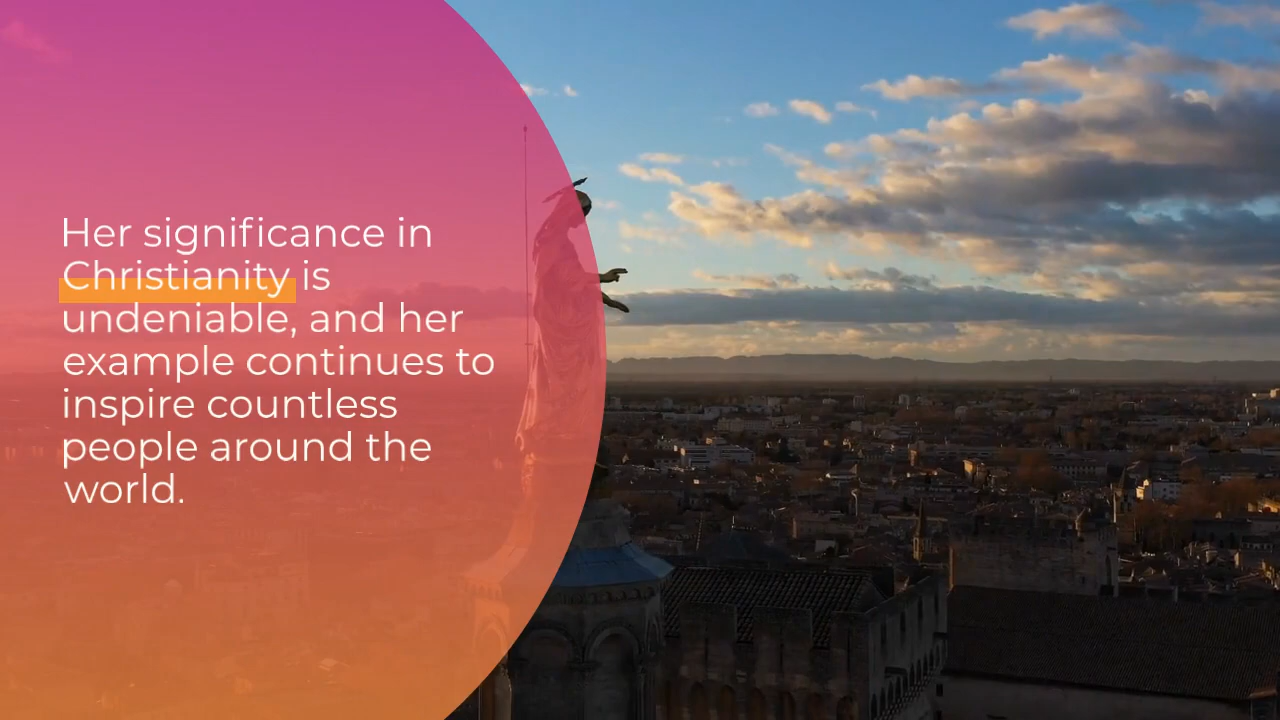 Her significance in
Christianity is
undeniable, and her
example continues to
inspire countless
people around the
world.